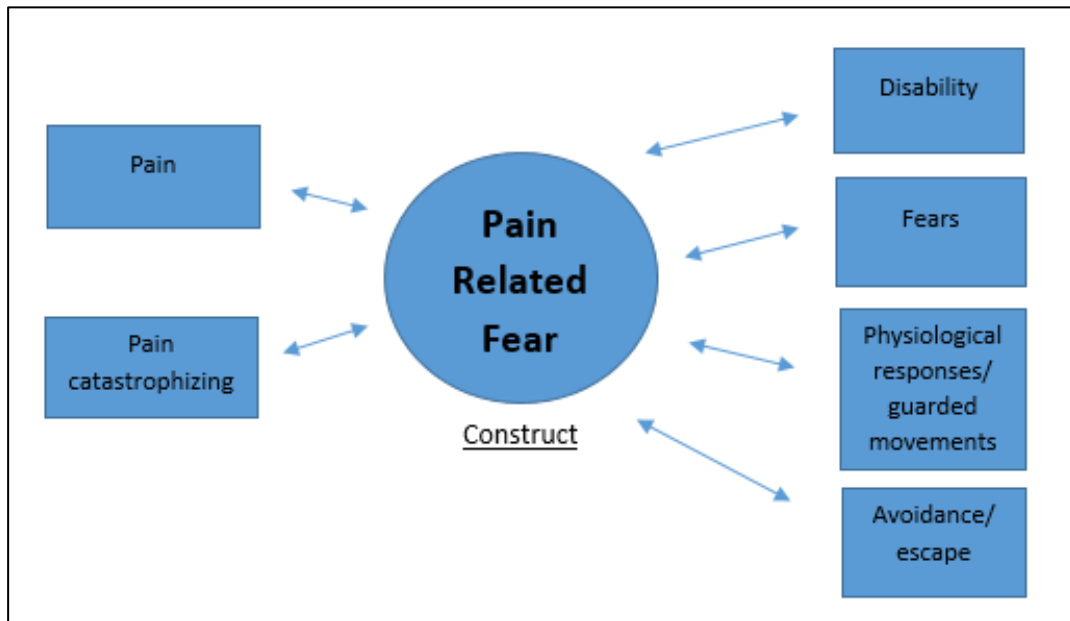 Pain
Pain
catastrophizing
Pain
Related
Fear
Construct
Disability
Fears
Physiological
responses/
guarded
movements
Avoidance/
escape